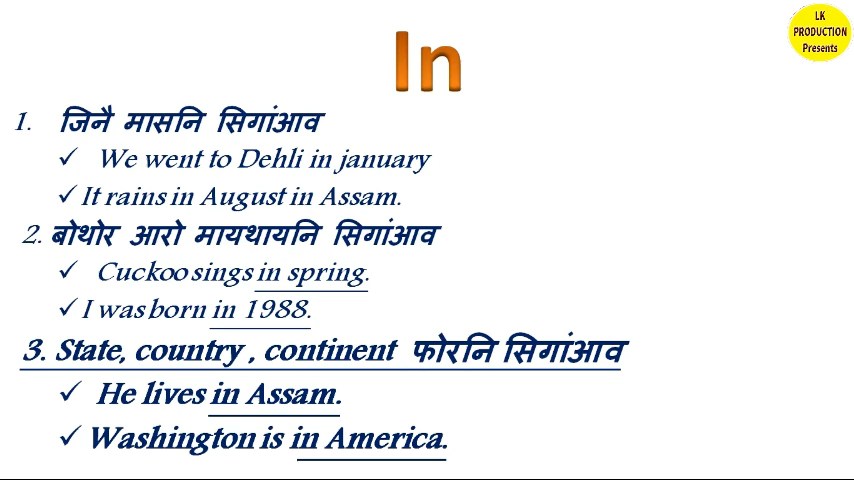 LK
PRODUCTION
Presents
In
1. जिनै मासनि सिगांआव
✓ We went to Dehli in january
✓ It rains in August in Assam.
2. बोथोर आरो मायथायनि सिगांआव
✓ Cuckoo sings in spring.
✓ I was born in 1988.
3. State, country , continent फोरनि सिगांआव
✓ He lives in Assam.
✓ Washington is in America.